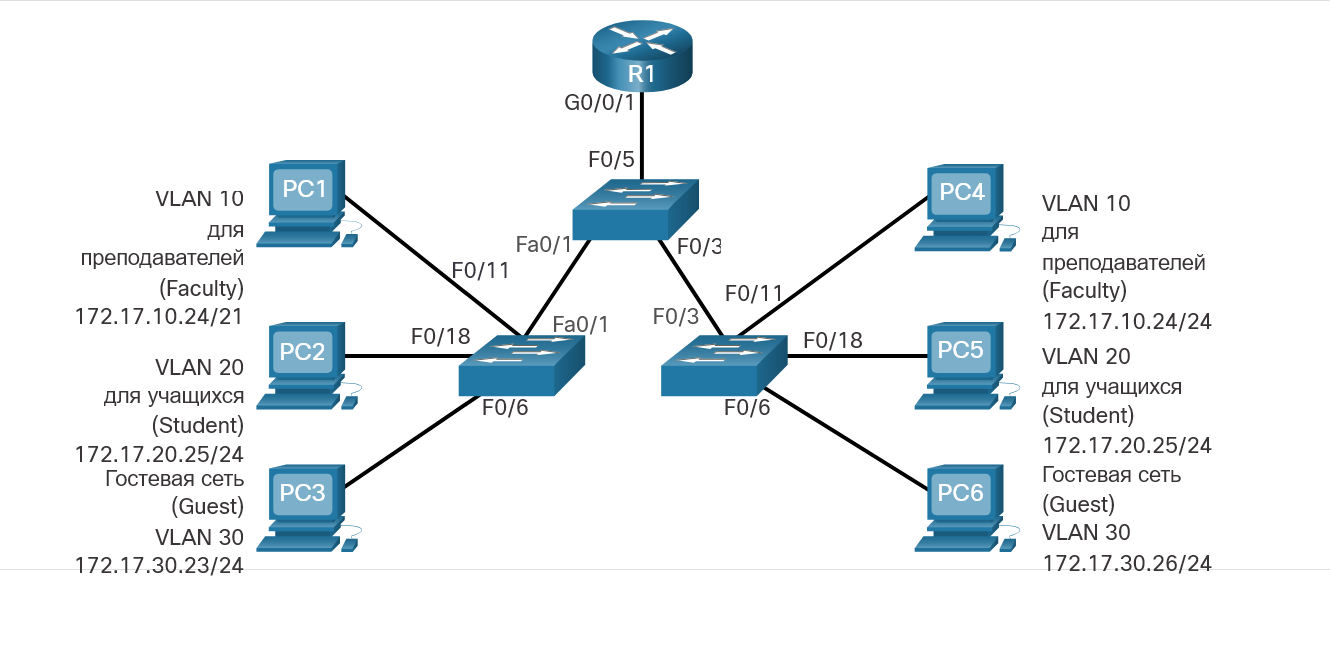 R1
G0/0/1
F0/5
PC1
VLAN 10
для
преподавателей
(Faculty)
172.17.10.24/21
F0/11
Fa0/1
F0/3
PC4
VLAN 10
для
преподавателей
(Faculty)
172.17.10.24/24
F0/11
Fa0/1
F0/3
PC2
VLAN 20
для учащихся
(Student)
172.17.20.25/24
F0/18
F0/18
PC5
VLAN 20
для учащихся
(Student)
172.17.20.25/24
F0/6
F0/6
PC3
Гостевая сеть
(Guest)
VLAN 30
172.17.30.23/24
PC6
Гостевая сеть
(Guest)
VLAN 30
172.17.30.26/24